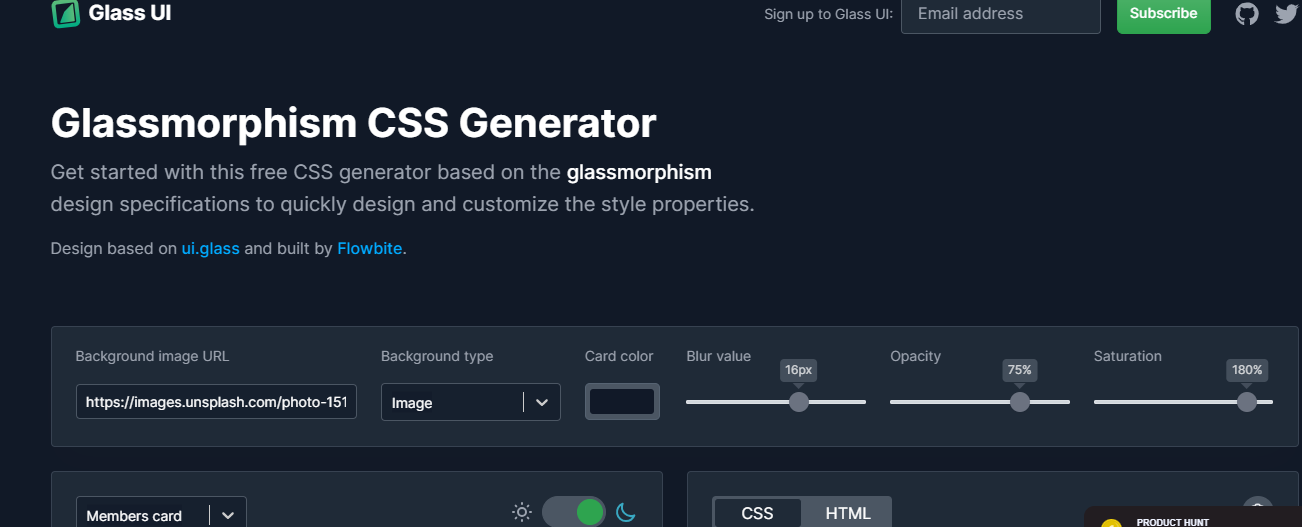 Glass UI
Sign up to Glass UI:
Email address
Subscribe
Glassmorphism CSS Generator
Get started with this free CSS generator based on the glassmorphism
design specifications to quickly design and customize the style properties.
Design based on ui.glass and built by Flowbite.
Background image URL
https://images.unsplash.com/photo-151
Background type
Image
Card color
Blur value
16px
Opacity
75%
Saturation
180%
Members card
CSS
HTML
PRODUCT HUNT